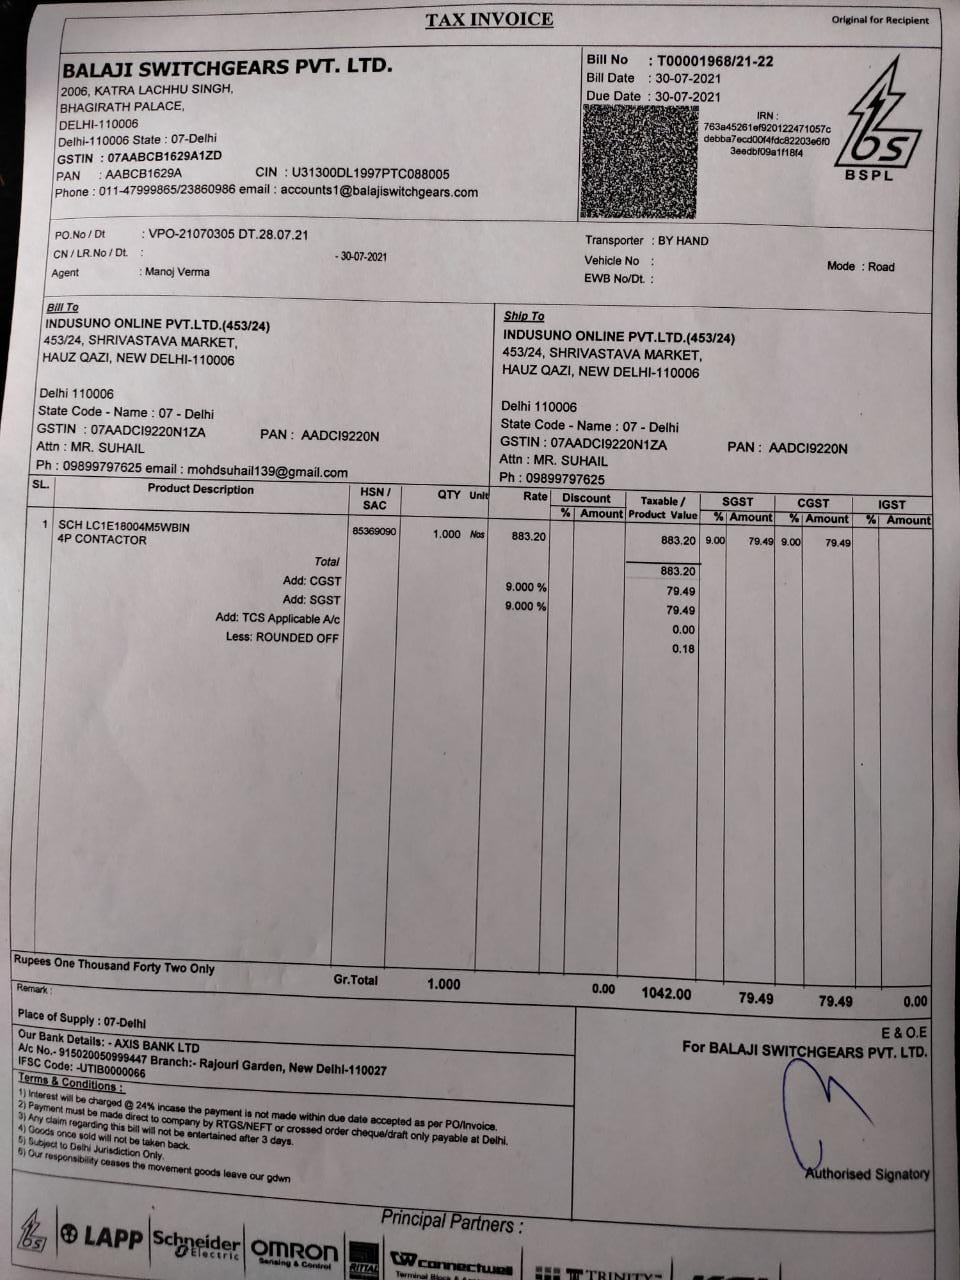 TAX INVOICE
Original for Recipient
BALAJI SWITCHGEARS PVT. LTD.
2006, KATRA LACHHU SINGH,
BHAGIRATH PALACE,
DELHI-110006
Delhi-110006 State : 07-Delhi
GSTIN : 07AABCB1629A1ZD
PAN : AABCB1629A CIN : U31300DL1997PTC088005
Phone : 011-47999865/23860986 email : accounts1@balajiswitchgears.com
Bill No : T00001968/21-22
Bill Date : 30-07-2021
Due Date : 30-07-2021
IRN :
763a45261ef920122471057c
debba7ecd00f4fdc82203e6f0
3eedbf09a1f18f4
bs
BSPL
PO.No / Dt : VPO-21070305 DT.28.07.21
CN / LR.No / Dt. : - 30-07-2021
Agent : Manoj Verma
Transporter : BY HAND
Vehicle No :
EWB No/Dt. :
Mode : Road
Bill To
INDUSUNO ONLINE PVT.LTD.(453/24)
453/24, SHRIVASTAVA MARKET,
HAUZ QAZI, NEW DELHI-110006
Delhi 110006
State Code - Name : 07 - Delhi
GSTIN : 07AADCI9220N1ZA PAN : AADCI9220N
Attn : MR. SUHAIL
Ph : 09899797625 email : mohdsuhail139@gmail.com
Ship To
INDUSUNO ONLINE PVT.LTD.(453/24)
453/24, SHRIVASTAVA MARKET,
HAUZ QAZI, NEW DELHI-110006
Delhi 110006
State Code - Name : 07 - Delhi
GSTIN : 07AADCI9220N1ZA PAN : AADCI9220N
Attn : MR. SUHAIL
Ph : 09899797625
SL. Product Description HSN / SAC QTY Unit Rate Discount Taxable / Product Value SGST CGST IGST
% Amount % Amount % Amount % Amount
1 SCH LC1E18004M5WBIN 85369090 1.000 Nos 883.20 883.20 9.00 79.49 9.00 79.49
4P CONTACTOR
Total 883.20
Add: CGST 9.000 % 79.49
Add: SGST 9.000 % 79.49
Add: TCS Applicable A/c 0.00
Less: ROUNDED OFF 0.18
Rupees One Thousand Forty Two Only
Gr.Total 1.000 0.00 1042.00 79.49 79.49 0.00
Remark :
Place of Supply : 07-Delhi
Our Bank Details: - AXIS BANK LTD
A/c No.- 915020050999447 Branch:- Rajouri Garden, New Delhi-110027
IFSC Code: -UTIB0000066
Terms & Conditions :
1) Interest will be charged @ 24% incase the payment is not made within due date accepted as per PO/Invoice.
2) Payment must be made direct to company by RTGS/NEFT or crossed order cheque/draft only payable at Delhi.
3) Any claim regarding this bill will not be entertained after 3 days.
4) Goods once sold will not be taken back.
5) Subject to Delhi Jurisdiction Only.
6) Our responsibility ceases the movement goods leave our gdwn
E & O.E
For BALAJI SWITCHGEARS PVT. LTD.
Authorised Signatory
Principal Partners :
bs
LAPP
Schneider
Electric
OMRON
Sensing & Control
RITTAL
connectwell
Terminal Block &
TRINITY